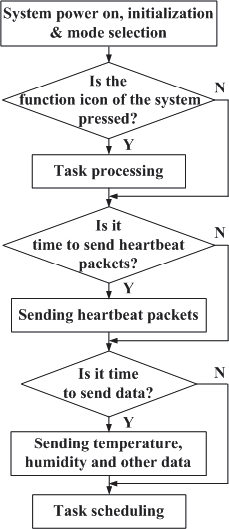 System power on, initialization
& mode selection
Is the
function icon of the system
pressed?
N
Y
Task processing
Is it
time to send heartbeat
packets?
N
Y
Sending heartbeat packets
Is it time
to send data?
N
Y
Sending temperature,
humidity and other data
Task scheduling